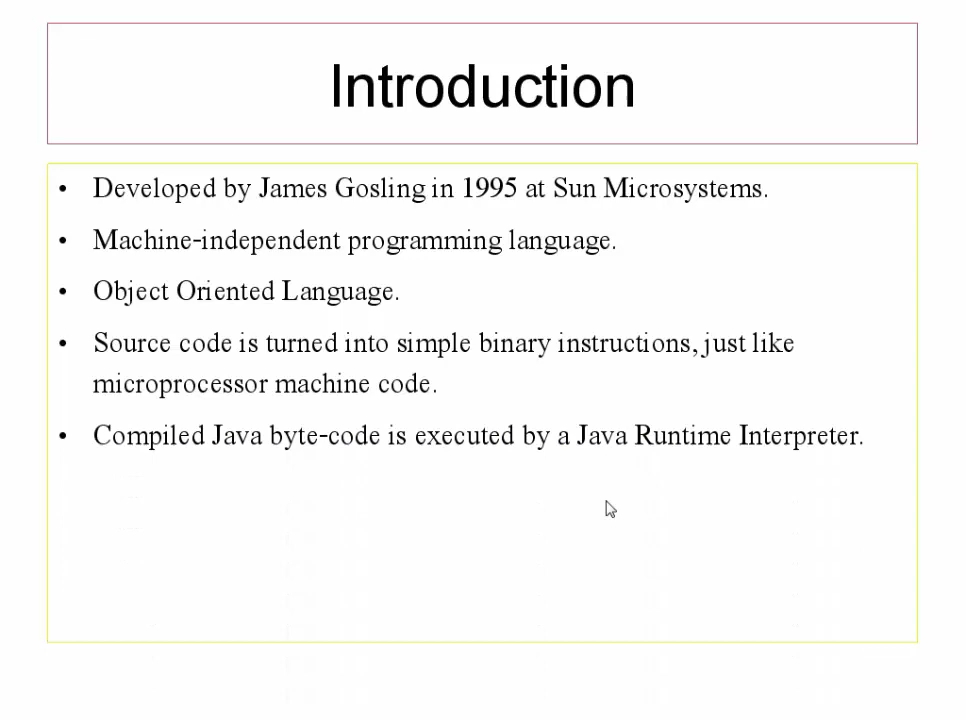 Introduction
• Developed by James Gosling in 1995 at Sun Microsystems.
• Machine-independent programming language.
• Object Oriented Language.
• Source code is turned into simple binary instructions, just like
microprocessor machine code.
• Compiled Java byte-code is executed by a Java Runtime Interpreter.